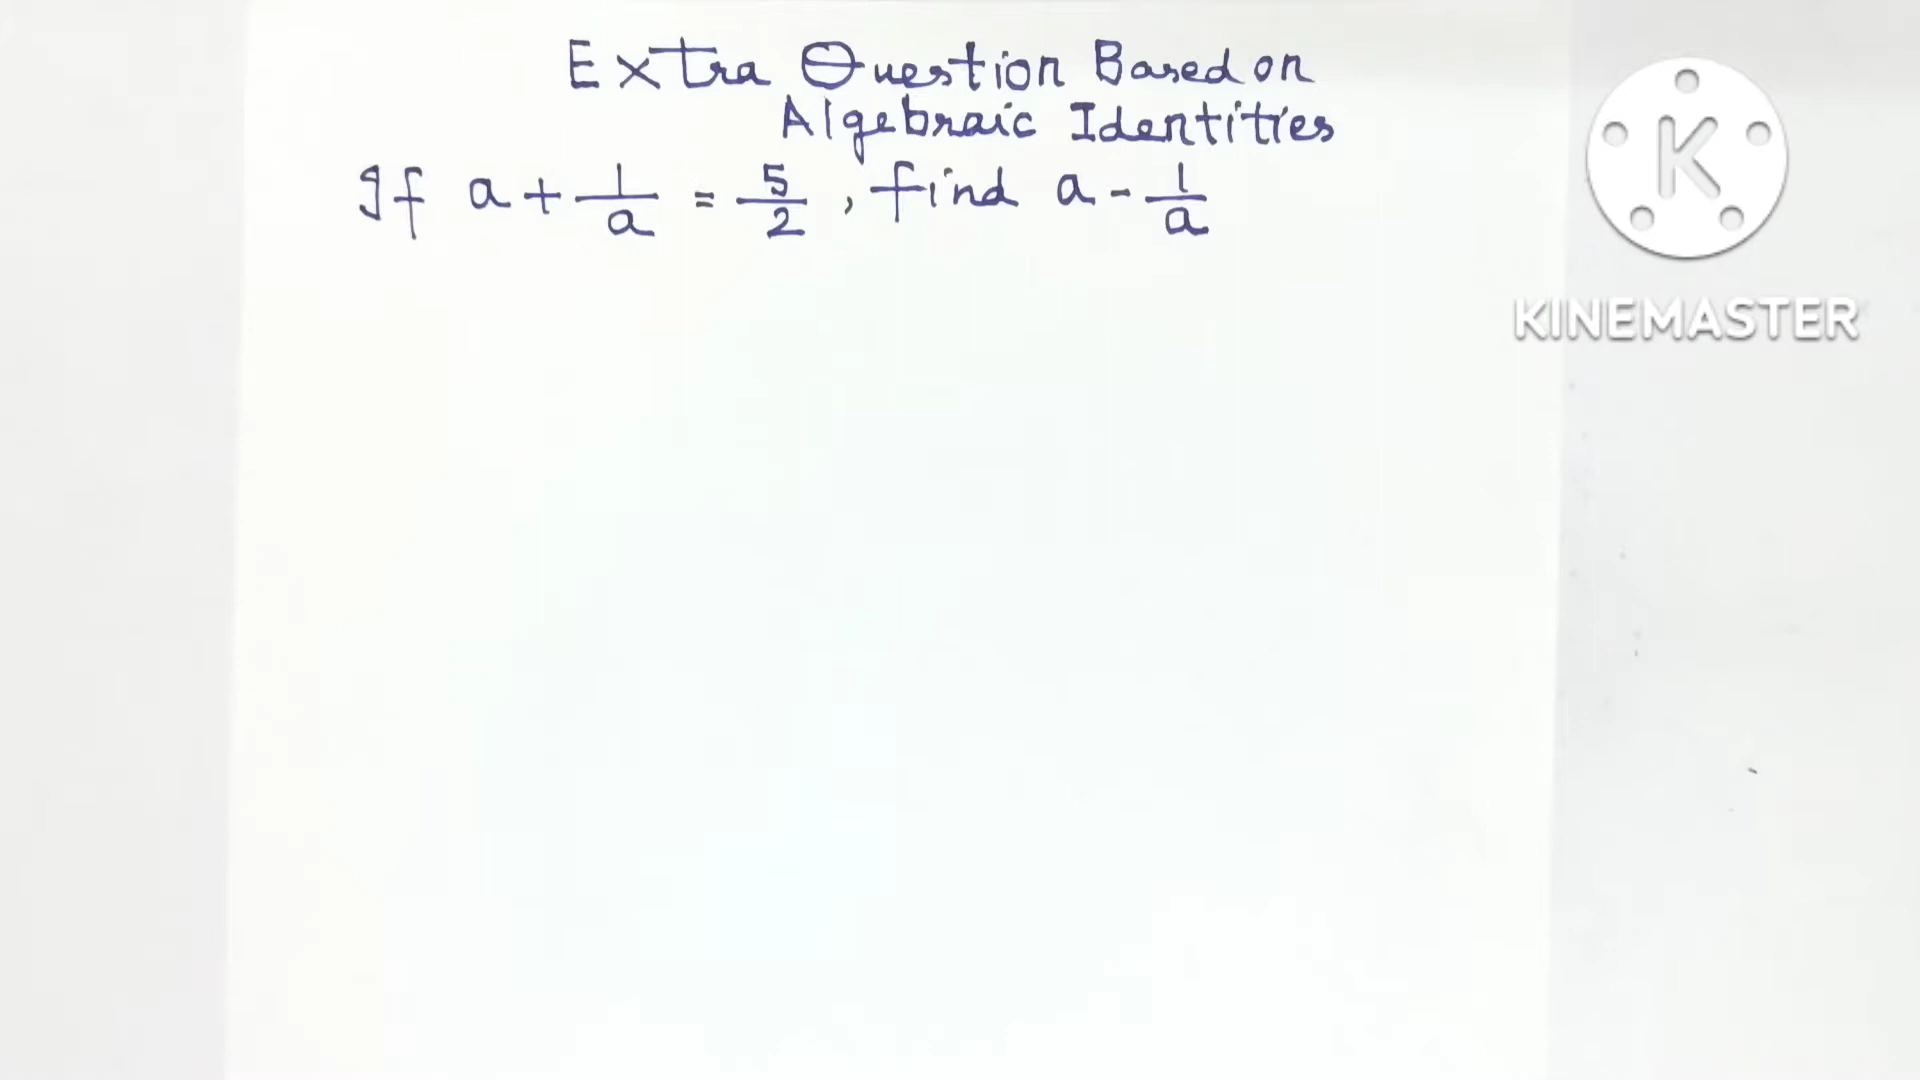 Extra Question Based on
Algebraic Identities
If a + 1/a = 5/2, find a - 1/a
K
KINEMASTER